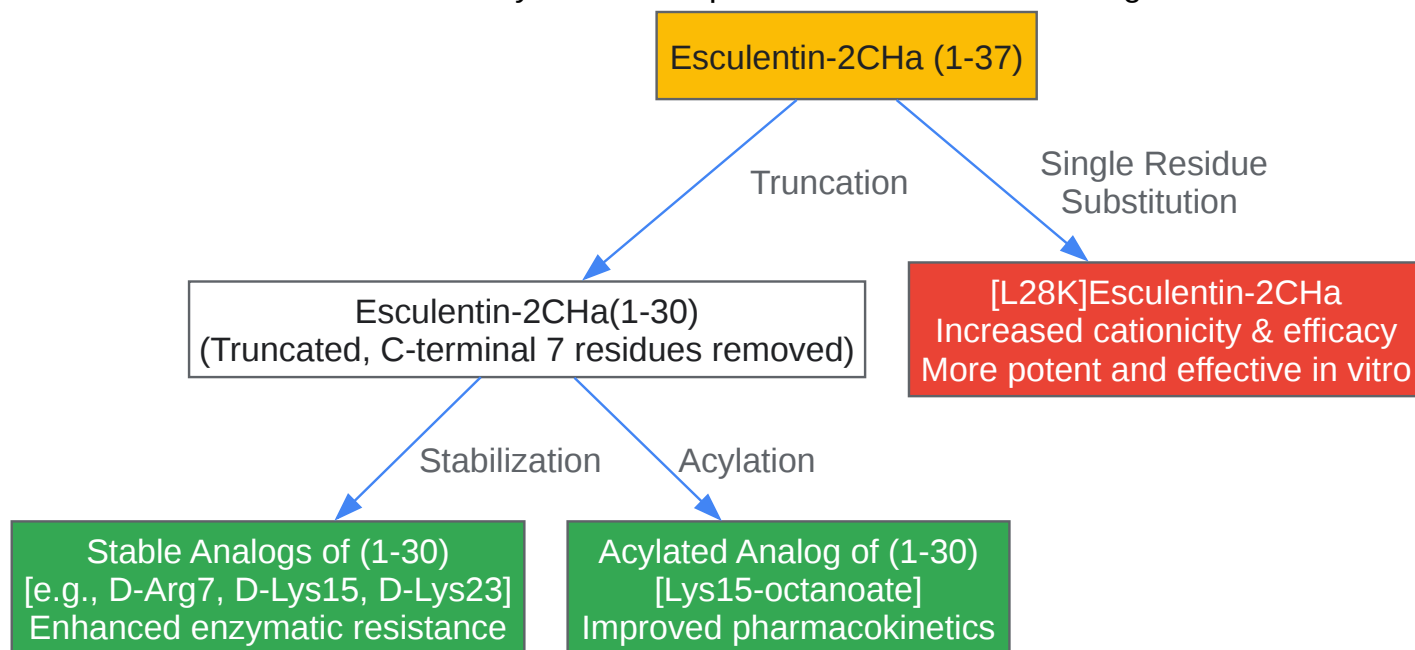 Esculentin-2CHa (1-37)
Truncation
Single Residue
Substitution
Esculentin-2CHa(1-30)
(Truncated, C-terminal 7 residues removed)
[L28K]Esculentin-2CHa
Increased cationicity & efficacy
More potent and effective in vitro
Stabilization
Acylation
Stable Analogs of (1-30)
[e.g., D-Arg7, D-Lys15, D-Lys23]
Enhanced enzymatic resistance
Acylated Analog of (1-30)
[Lys15-octanoate]
Improved pharmacokinetics